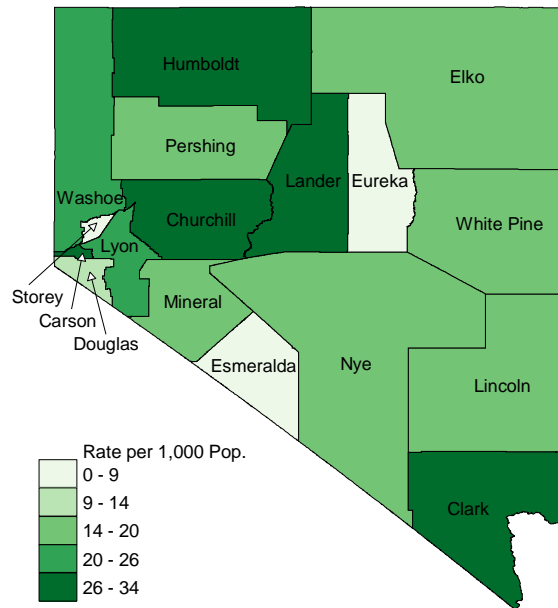 Humboldt
Elko
Pershing
Lander
Eureka
Washoe
Churchill
White Pine
Lyon
Storey
Mineral
Carson
Douglas
Esmeralda
Nye
Lincoln
Rate per 1,000 Pop.
0 - 9
9 - 14
14 - 20
20 - 26
26 - 34
Clark